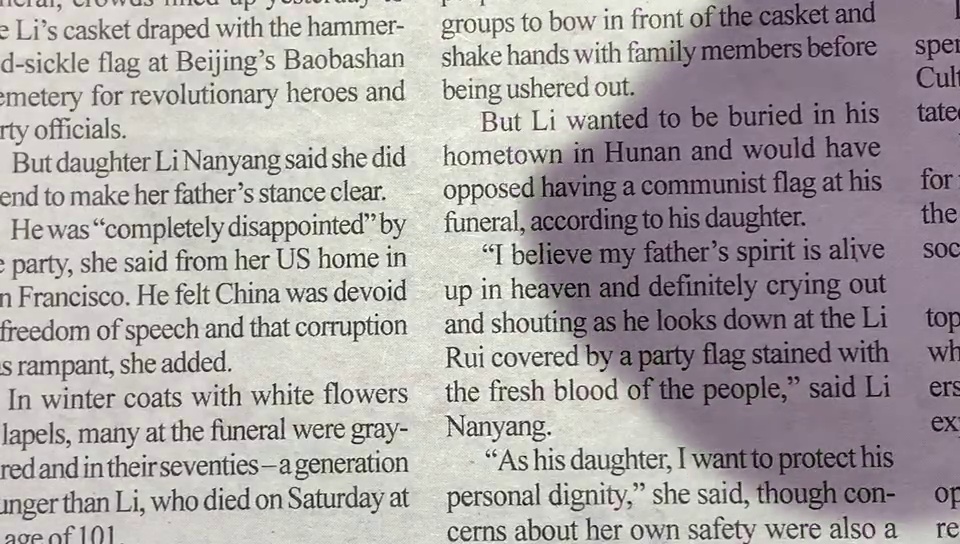 e Li's casket draped with the hammer-
d-sickle flag at Beijing's Baobashan
emetery for revolutionary heroes and
rty officials.
But daughter Li Nanyang said she did
end to make her father's stance clear.
He was “completely disappointed” by
e party, she said from her US home in
n Francisco. He felt China was devoid
freedom of speech and that corruption
s rampant, she added.
In winter coats with white flowers
lapels, many at the funeral were gray-
red and in their seventies–a generation
unger than Li, who died on Saturday at
age of 101.
groups to bow in front of the casket and
shake hands with family members before
being ushered out.
But Li wanted to be buried in his
hometown in Hunan and would have
opposed having a communist flag at his
funeral, according to his daughter.
“I believe my father's spirit is alive
up in heaven and definitely crying out
and shouting as he looks down at the Li
Rui covered by a party flag stained with
the fresh blood of the people,” said Li
Nanyang.
“As his daughter, I want to protect his
personal dignity,” she said, though con-
cerns about her own safety were also a
sper
Cult
tate
for
the
soc
top
wh
ers
ex
op
re